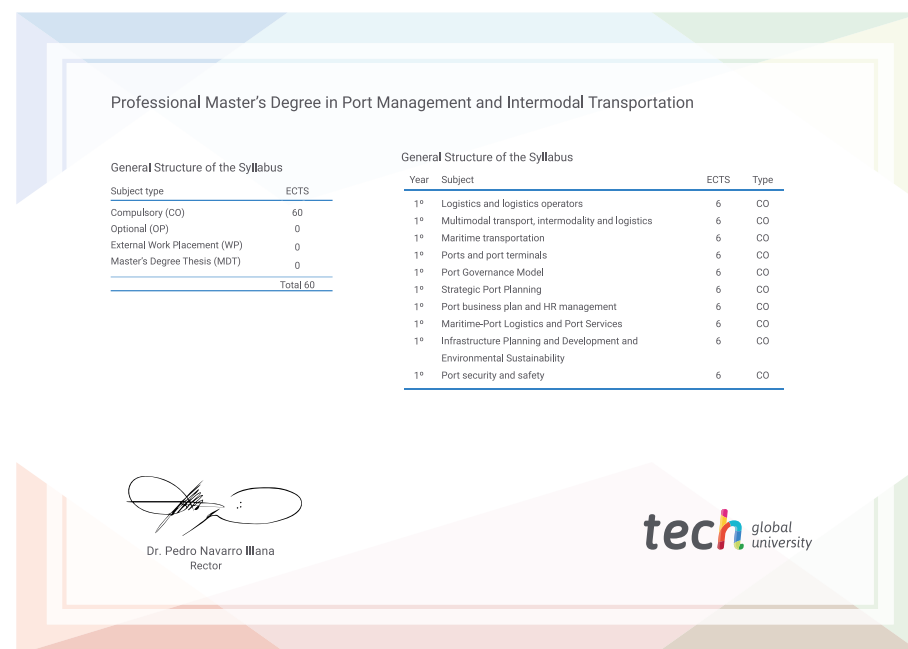 Professional Master's Degree in Port Management and Intermodal Transportation
General Structure of the Syllabus
Subject type ECTS
Compulsory (CO) 60
Optional (OP) 0
External Work Placement (WP) 0
Master's Degree Thesis (MDT) 0
Total 60
General Structure of the Syllabus
Year Subject ECTS Type
1º Logistics and logistics operators 6 CO
1º Multimodal transport, intermodality and logistics 6 CO
1º Maritime transportation 6 CO
1º Ports and port terminals 6 CO
1º Port Governance Model 6 CO
1º Strategic Port Planning 6 CO
1º Port business plan and HR management 6 CO
1º Maritime-Port Logistics and Port Services 6 CO
1º Infrastructure Planning and Development and 6 CO
Environmental Sustainability
1º Port security and safety 6 CO
Dr. Pedro Navarro Illana
Rector
tech global
university